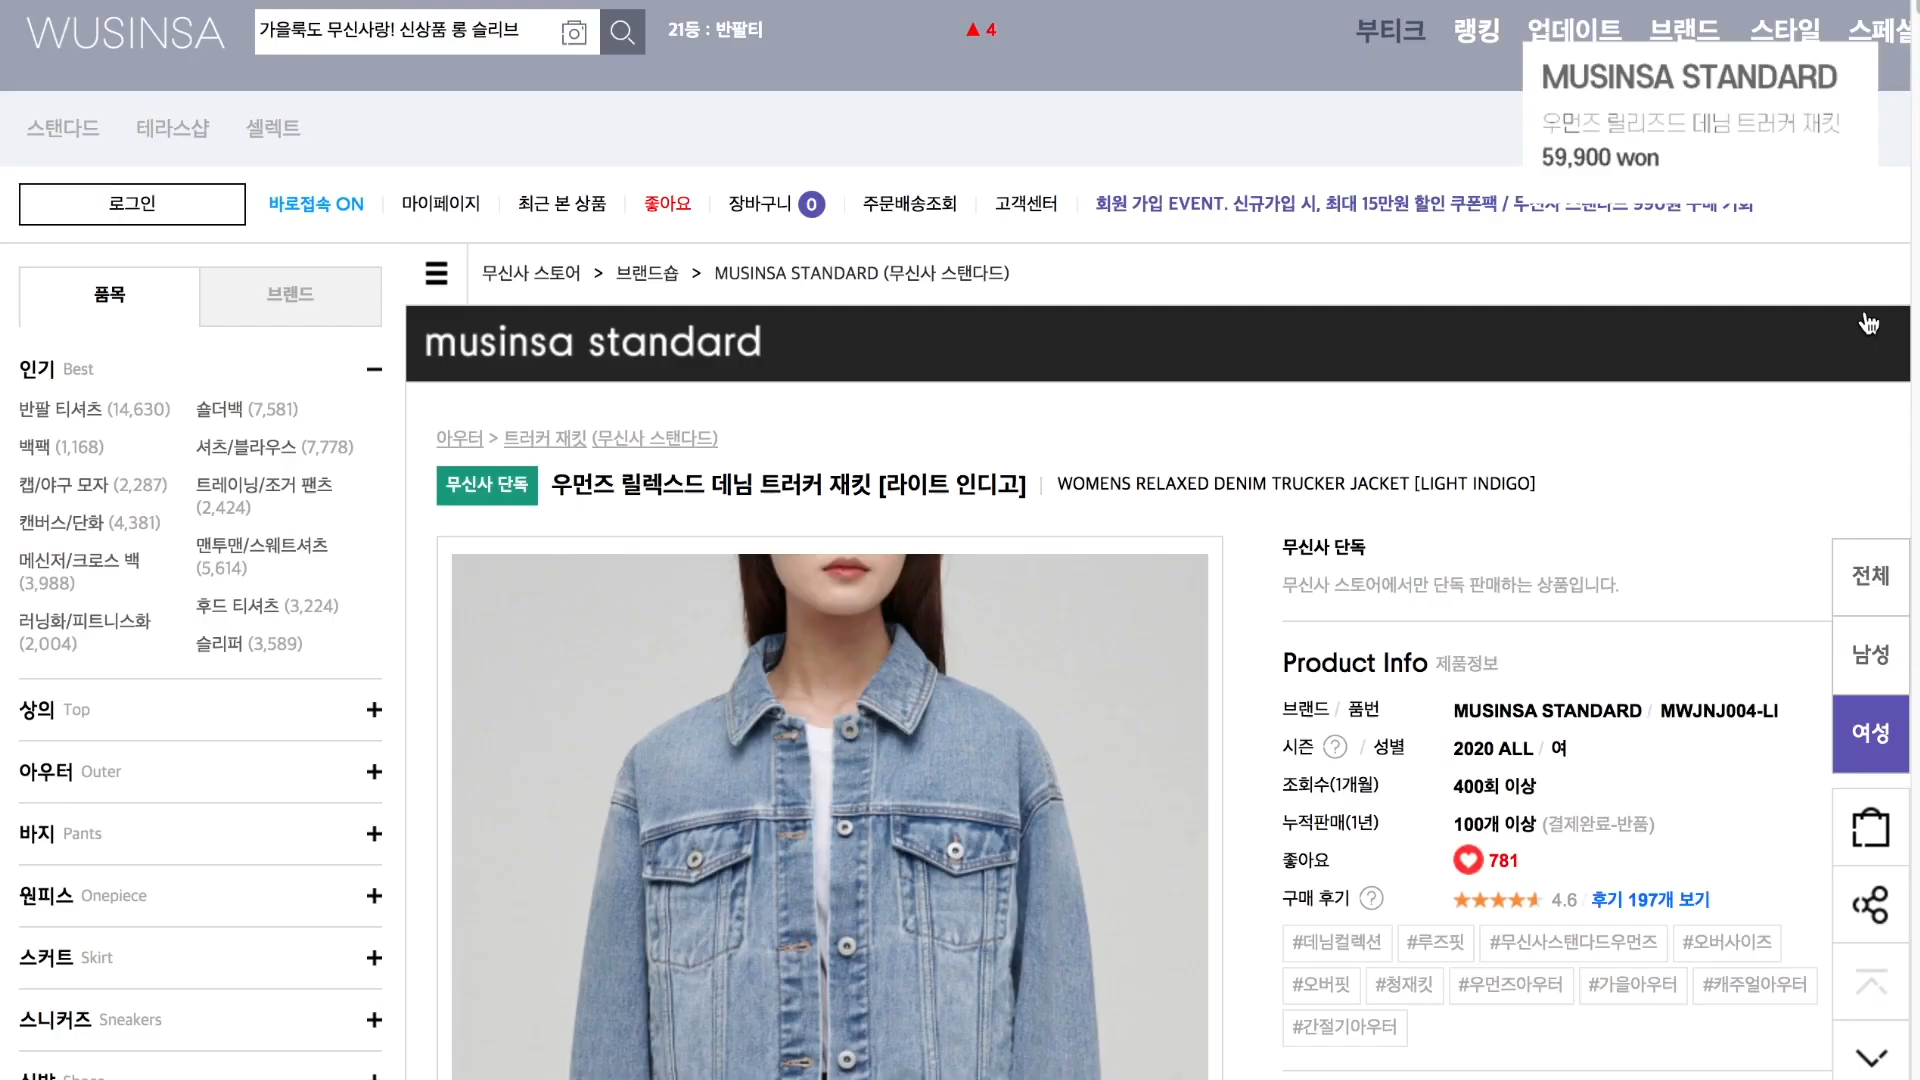 WUSINSA
가을룩도 무신사랑! 신상품 롱 슬리브
21등 : 반팔티
▲ 4
부티크 랭킹 업데이트 브랜드 스타일 스페셜
MUSINSA STANDARD
우먼즈 릴리즈드 데님 트러커 재킷
59,900 won
스탠다드 테라스샵 셀렉트
로그인
바로접속 ON
마이페이지
최근 본 상품
좋아요
장바구니 0
주문배송조회
고객센터
회원 가입 EVENT. 신규가입 시, 최대 15만원 할인 쿠폰팩 /
품목
브랜드
무신사 스토어 > 브랜드숍 > MUSINSA STANDARD (무신사 스탠다드)
musinsa standard
인기 Best
반팔 티셔츠 (14,630)
백팩 (1,168)
캡/야구 모자 (2,287)
캔버스/단화 (4,381)
메신저/크로스 백
(3,988)
러닝화/피트니스화
(2,004)
숄더백 (7,581)
셔츠/블라우스 (7,778)
트레이닝/조거 팬츠
(2,424)
맨투맨/스웨트셔츠
(5,614)
후드 티셔츠 (3,224)
슬리퍼 (3,589)
상의 Top
아우터 Outer
바지 Pants
원피스 Onepiece
스커트 Skirt
스니커즈 Sneakers
아우터 > 트러커 재킷 (무신사 스탠다드)
무신사 단독
우먼즈 릴렉스드 데님 트러커 재킷 [라이트 인디고]
WOMENS RELAXED DENIM TRUCKER JACKET [LIGHT INDIGO]
무신사 단독
무신사 스토어에서만 단독 판매하는 상품입니다.
Product Info 제품정보
브랜드 / 품번 MUSINSA STANDARD / MWJNJ004-LI
시즌 ? / 성별 2020 ALL / 여
조회수(1개월) 400회 이상
누적판매(1년) 100개 이상 (결제완료-반품)
좋아요 781
구매 후기 ? 4.6 / 후기 197개 보기
#데님컬렉션 #루즈핏 #무신사스탠다드우먼즈 #오버사이즈
#오버핏 #청재킷 #우먼즈아우터 #가을아우터 #캐주얼아우터
#간절기아우터
전체
남성
여성